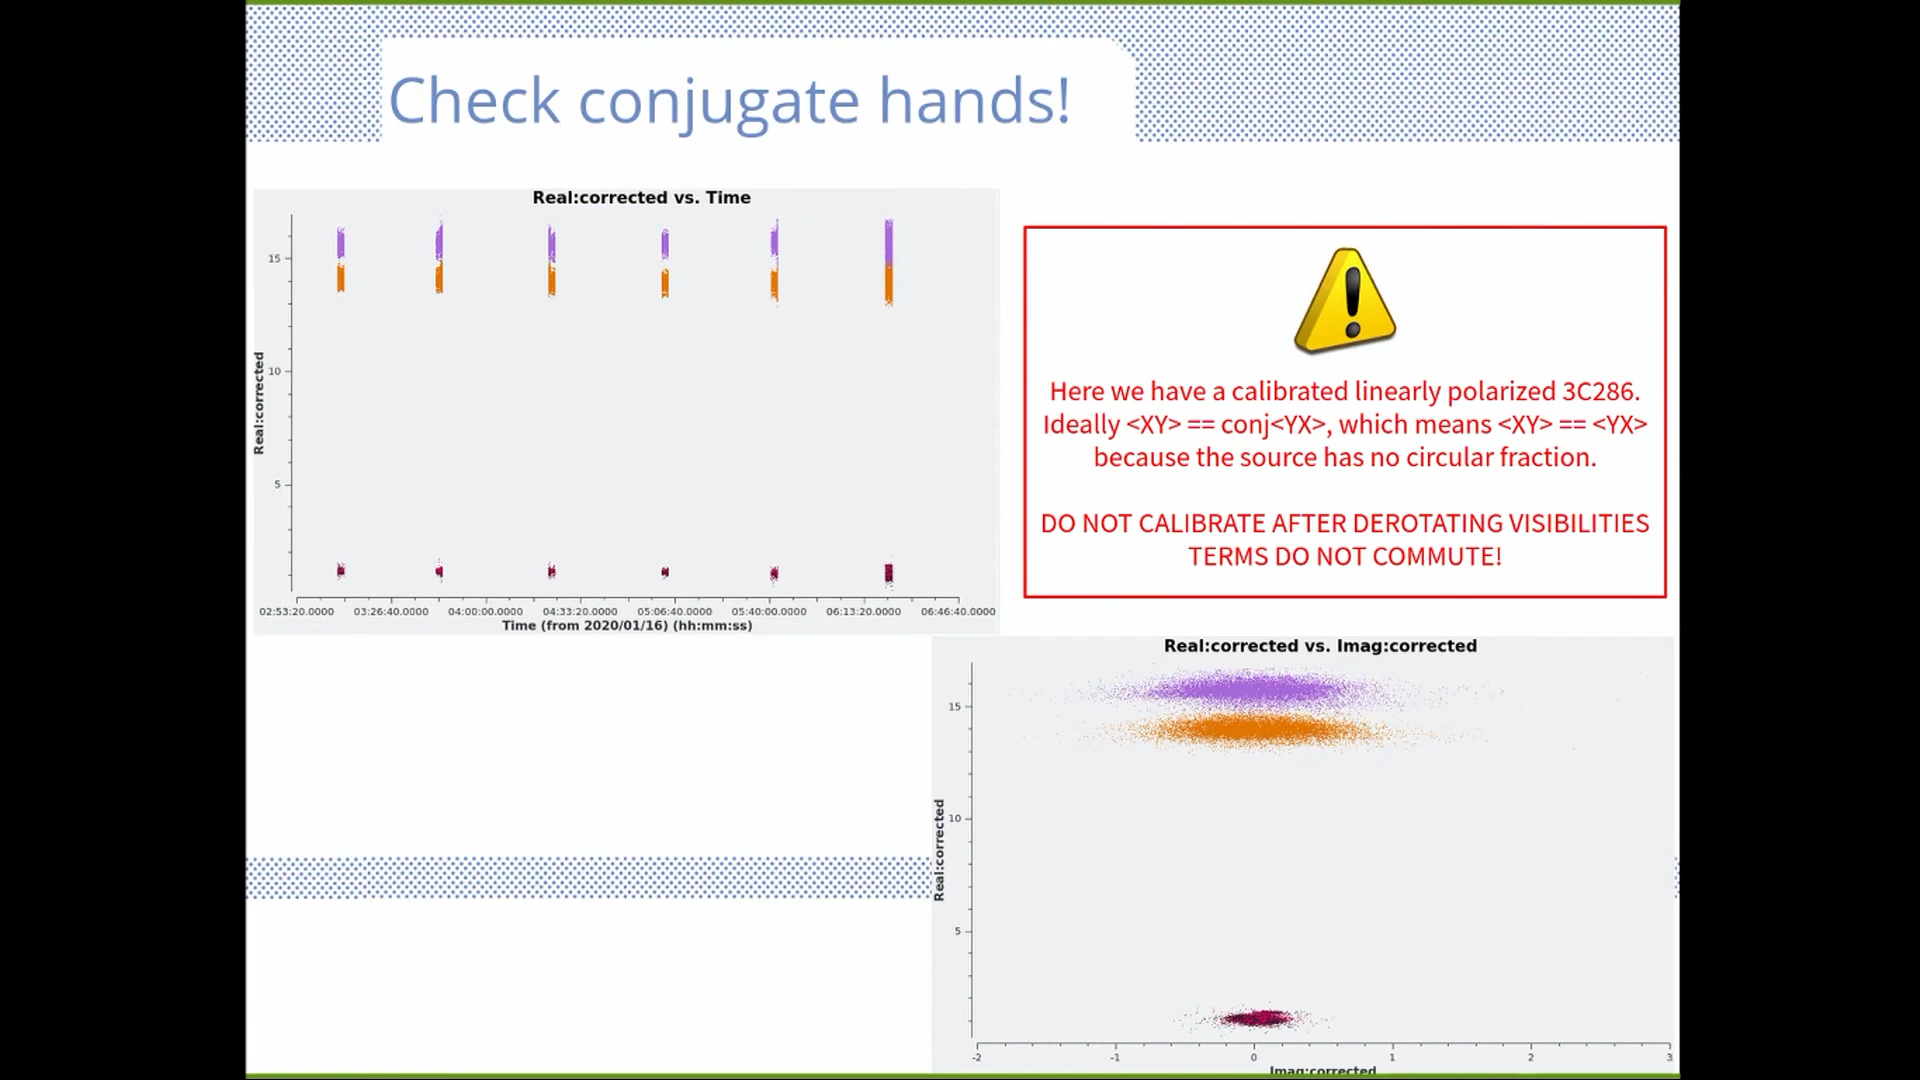 Check conjugate hands!
Real:corrected vs. Time
15
10
5
Real:corrected
02:53:20.0000 03:26:40.0000 04:00:00.0000 04:33:20.0000 05:06:40.0000 05:40:00.0000 06:13:20.0000 06:46:40.0000
Time (from 2020/01/16) (hh:mm:ss)
Here we have a calibrated linearly polarized 3C286.
Ideally <XY> == conj<YX>, which means <XY> == <YX>
because the source has no circular fraction.
DO NOT CALIBRATE AFTER DEROTATING VISIBILITIES
TERMS DO NOT COMMUTE!
Real:corrected vs. Imag:corrected
15
10
5
Real:corrected
-2 -1 0 1 2 3
Imag:corrected